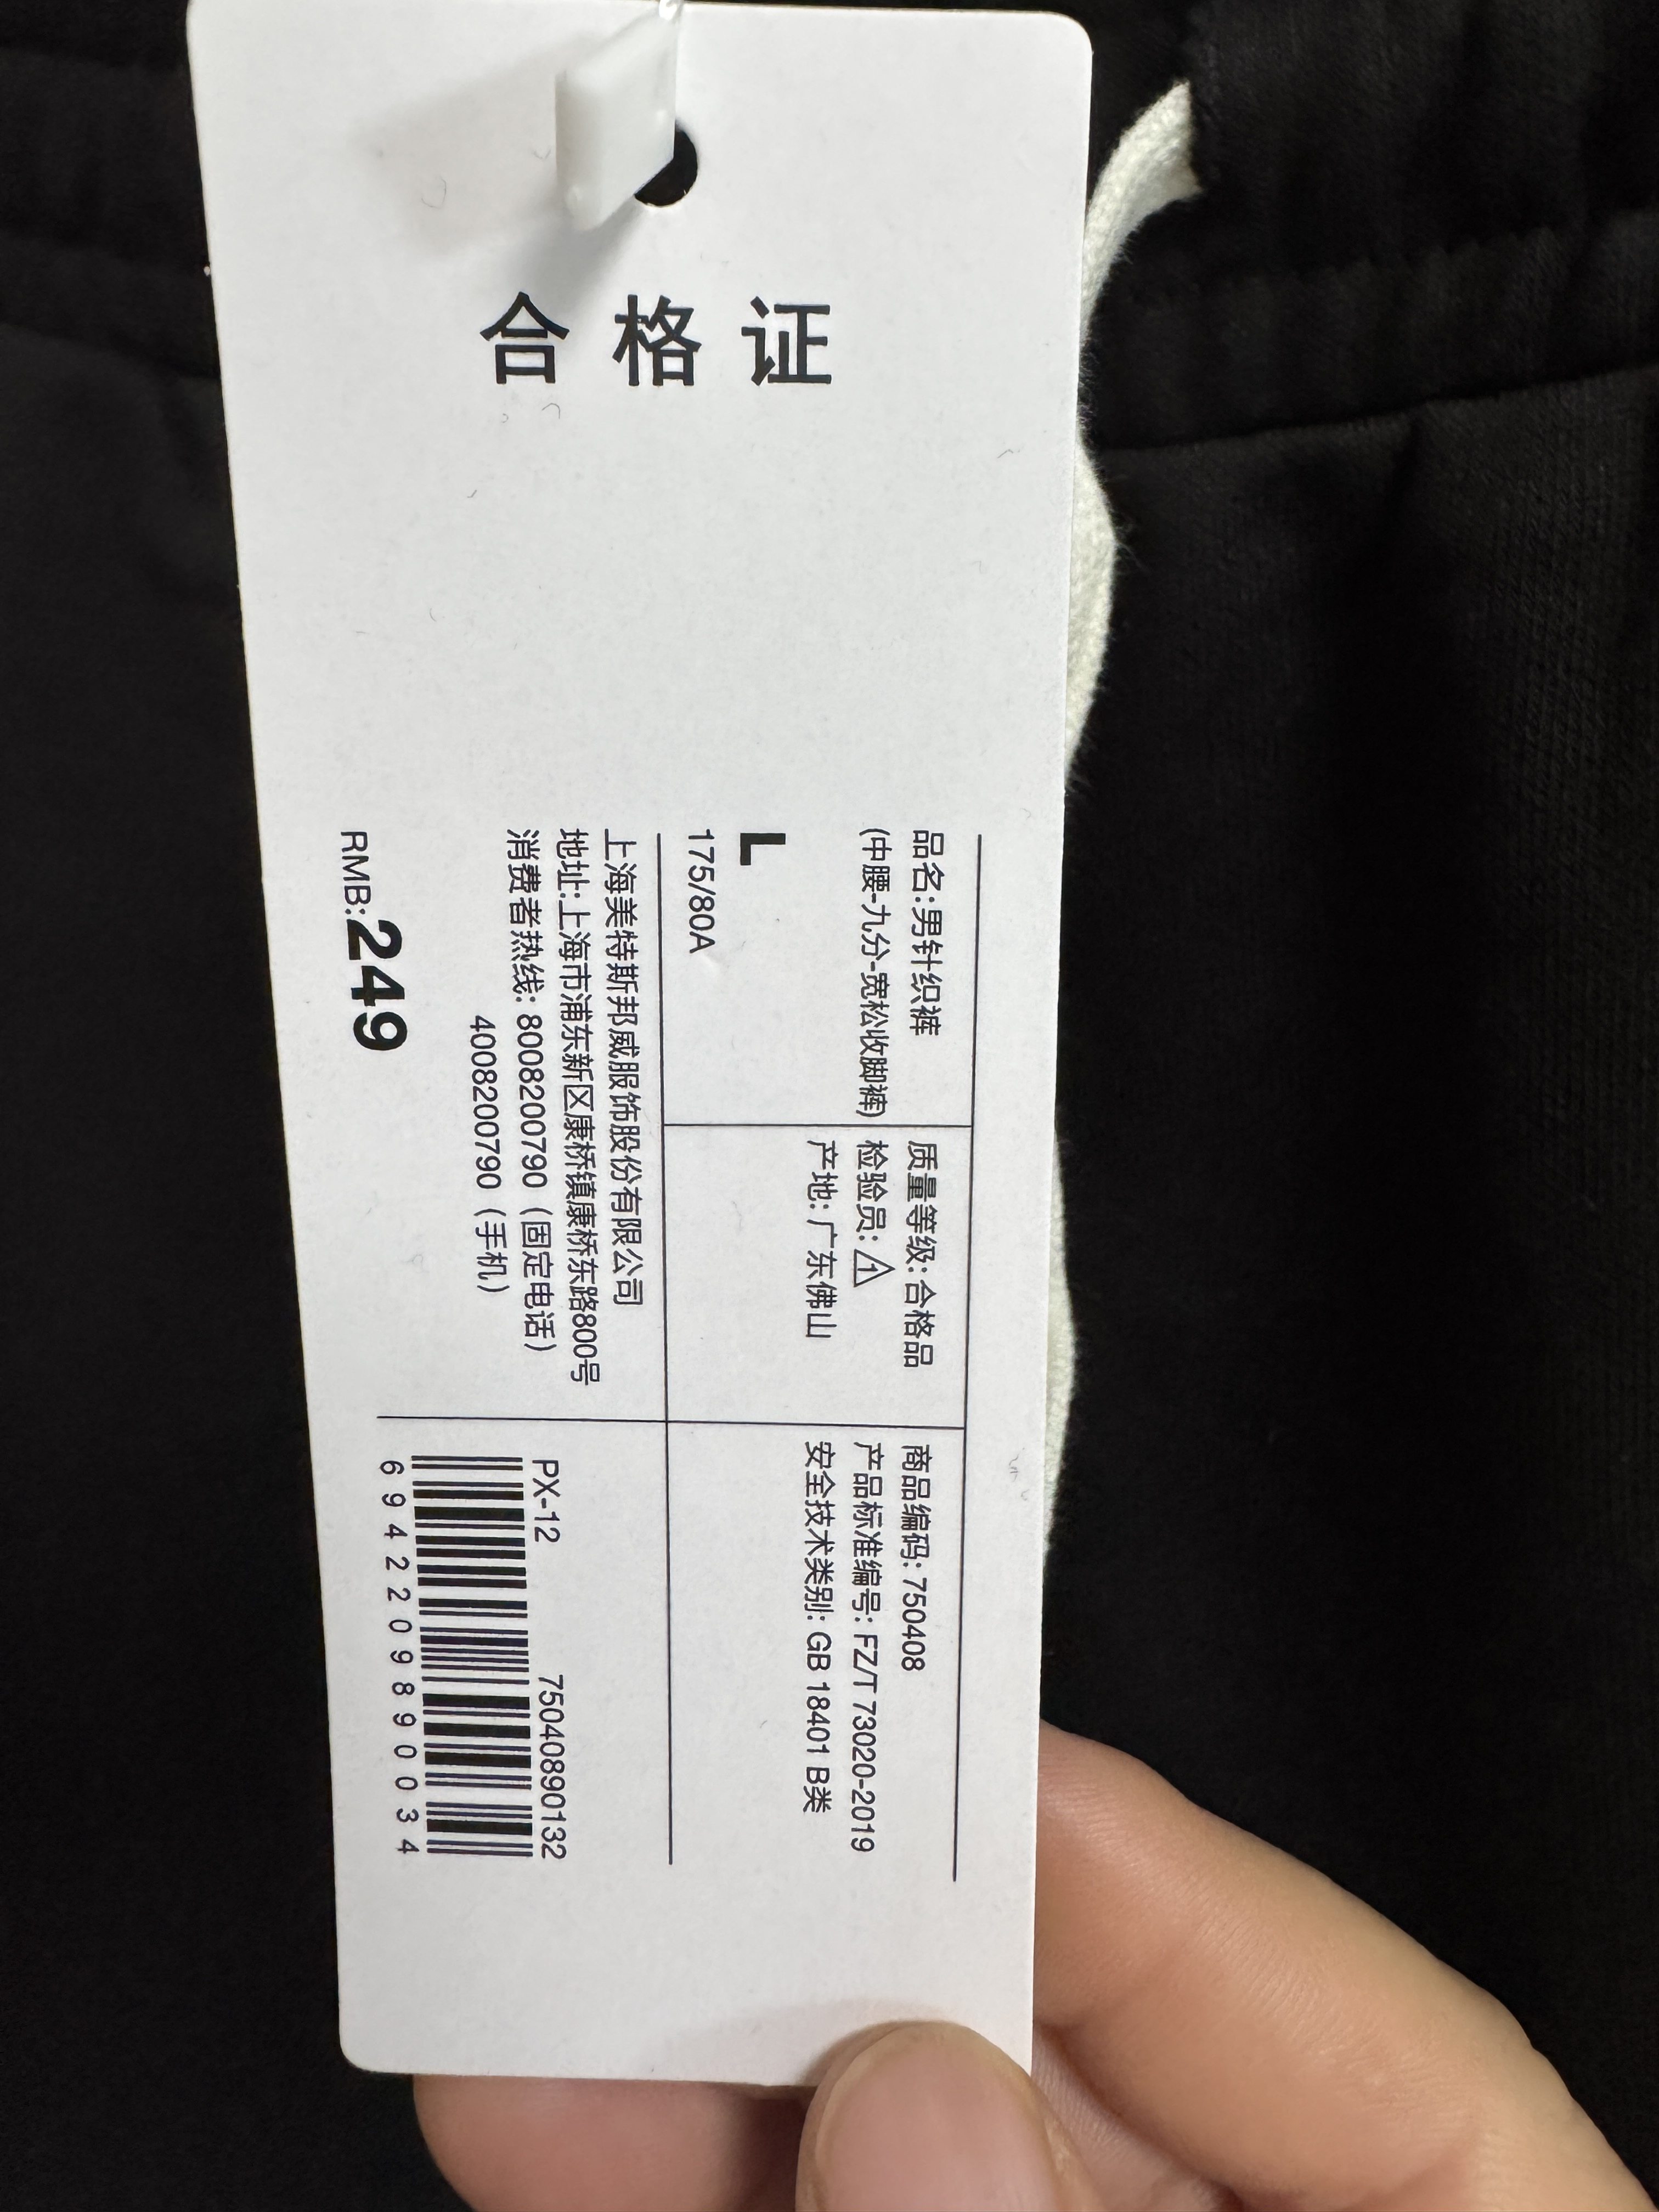 合格证
品名:男针织裤
(中腰-九分-宽松收脚裤)
L
175/80A
质量等级:合格品
检验员: 1
产地: 广东佛山
商品编码: 750408
产品标准编号: FZ/T 73020-2019
安全技术类别: GB 18401 B类
上海美特斯邦威服饰股份有限公司
地址:上海市浦东新区康桥镇康桥东路800号
消费者热线: 8008200790（固定电话）
4008200790（手机）
RMB:249
PX-12 75040890132
6942209890034